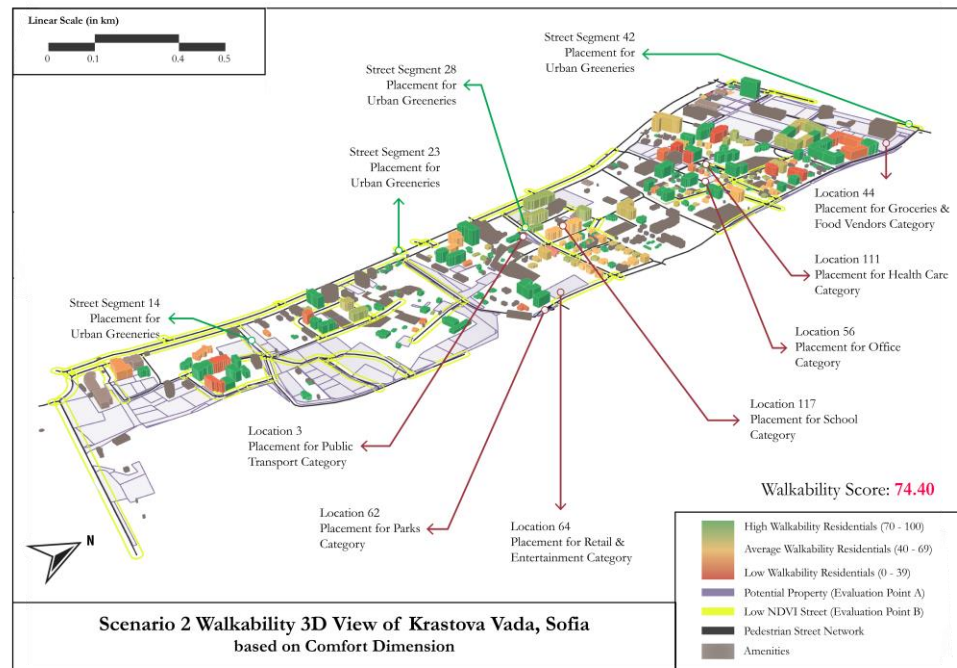 Linear Scale (in km)
0
0.1
0.4
0.5
Street Segment 42
Placement for
Urban Greeneries
Street Segment 28
Placement for
Urban Greeneries
Street Segment 23
Placement for
Urban Greeneries
Street Segment 14
Placement for
Urban Greeneries
Location 44
Placement for Groceries &
Food Vendors Category
Location 111
Placement for Health Care
Category
Location 56
Placement for Office
Category
Location 117
Placement for School
Category
Location 3
Placement for Public
Transport Category
Location 62
Placement for Parks
Category
Location 64
Placement for Retail &
Entertainment Category
N
Walkability Score: 74.40
High Walkability Residentials (70 - 100)
Average Walkability Residentials (40 - 69)
Low Walkability Residentials (0 - 39)
Potential Property (Evaluation Point A)
Low NDVI Street (Evaluation Point B)
Pedestrian Street Network
Amenities
Scenario 2 Walkability 3D View of Krastova Vada, Sofia
based on Comfort Dimension